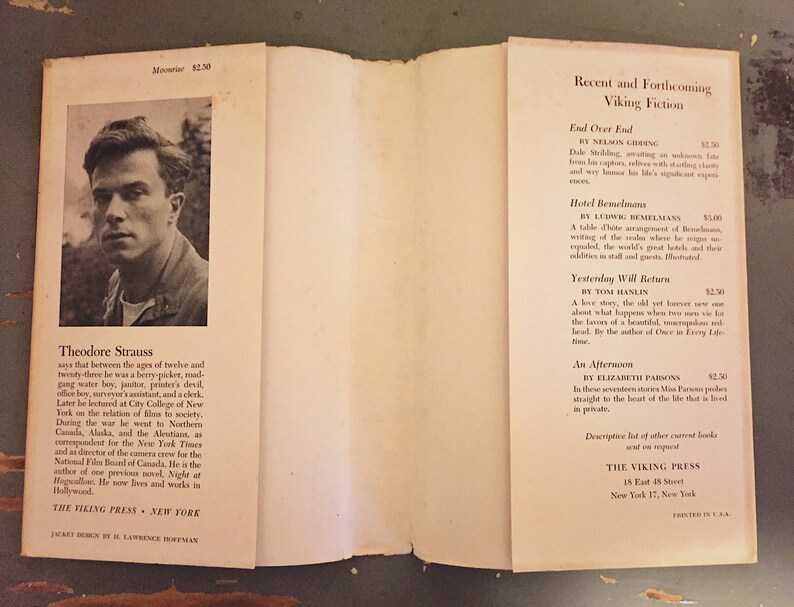 Moonrise $2.50
Theodore Strauss
says that between the ages of twelve and
twenty-three he was a berry-picker, road-
gang water boy, janitor, printer's devil,
office boy, surveyor's assistant, and a clerk.
Later he lectured at City College of New
York on the relation of films to society.
During the war he went to Northern
Canada, Alaska, and the Aleutians, as
correspondent for the New York Times
and as director of the camera crew for the
National Film Board of Canada. He is the
author of one previous novel, Night at
Hogwallow. He now lives and works in
Hollywood.
THE VIKING PRESS • NEW YORK
JACKET DESIGN BY H. LAWRENCE HOFFMAN
Recent and Forthcoming
Viking Fiction
End Over End
BY NELSON GIDDING $2.50
Dale Stribling, awaiting an unknown fate
from his captors, relives with startling clarity
and wry humor his life's significant experi-
ences.
Hotel Bemelmans
BY LUDWIG BEMELMANS $3.00
A table d'hôte arrangement of Bemelmans,
writing of the realm where he reigns un-
equaled, the world's great hotels and their
oddities in staff and guests. Illustrated.
Yesterday Will Return
BY TOM HANLIN $2.50
A love story, the old yet forever new one
about what happens when two men vie for
the favors of a beautiful, unscrupulous red-
head. By the author of Once in Every Life-
time.
An Afternoon
BY ELIZABETH PARSONS $2.50
In these seventeen stories Miss Parsons probes
straight to the heart of the life that is lived
in private.
Descriptive list of other current books
sent on request
THE VIKING PRESS
18 East 48 Street
New York 17, New York
PRINTED IN U.S.A.